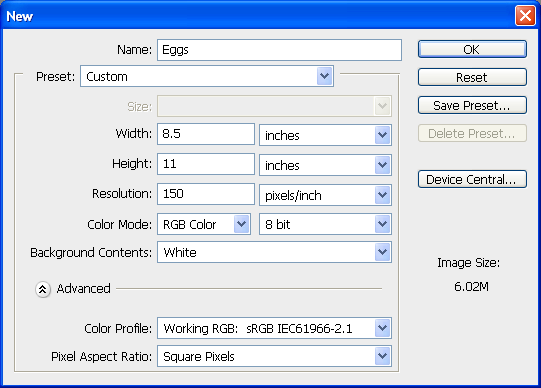 New
Name: Eggs
OK
Preset: Custom
Reset
Size:
Save Preset...
Width: 8.5 inches
Delete Preset...
Height: 11 inches
Resolution: 150 pixels/inch
Device Central...
Color Mode: RGB Color 8 bit
Background Contents: White
Image Size:
6.02M
Advanced
Color Profile: Working RGB: sRGB IEC61966-2.1
Pixel Aspect Ratio: Square Pixels